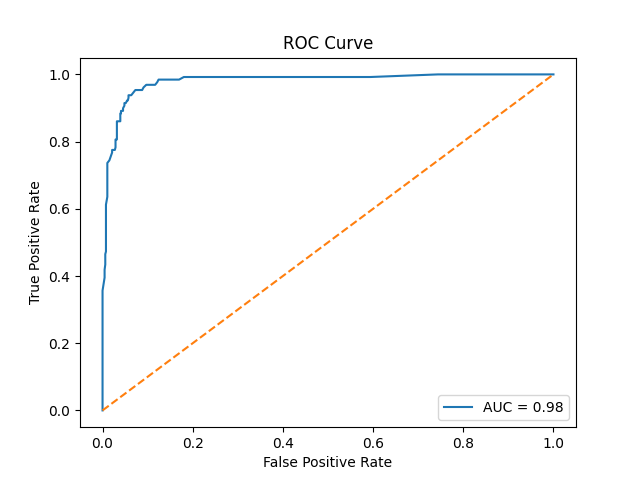 ROC Curve
1.0
0.8
0.6
0.4
0.2
0.0
True Positive Rate
AUC = 0.98
0.0 0.2 0.4 0.6 0.8 1.0
False Positive Rate